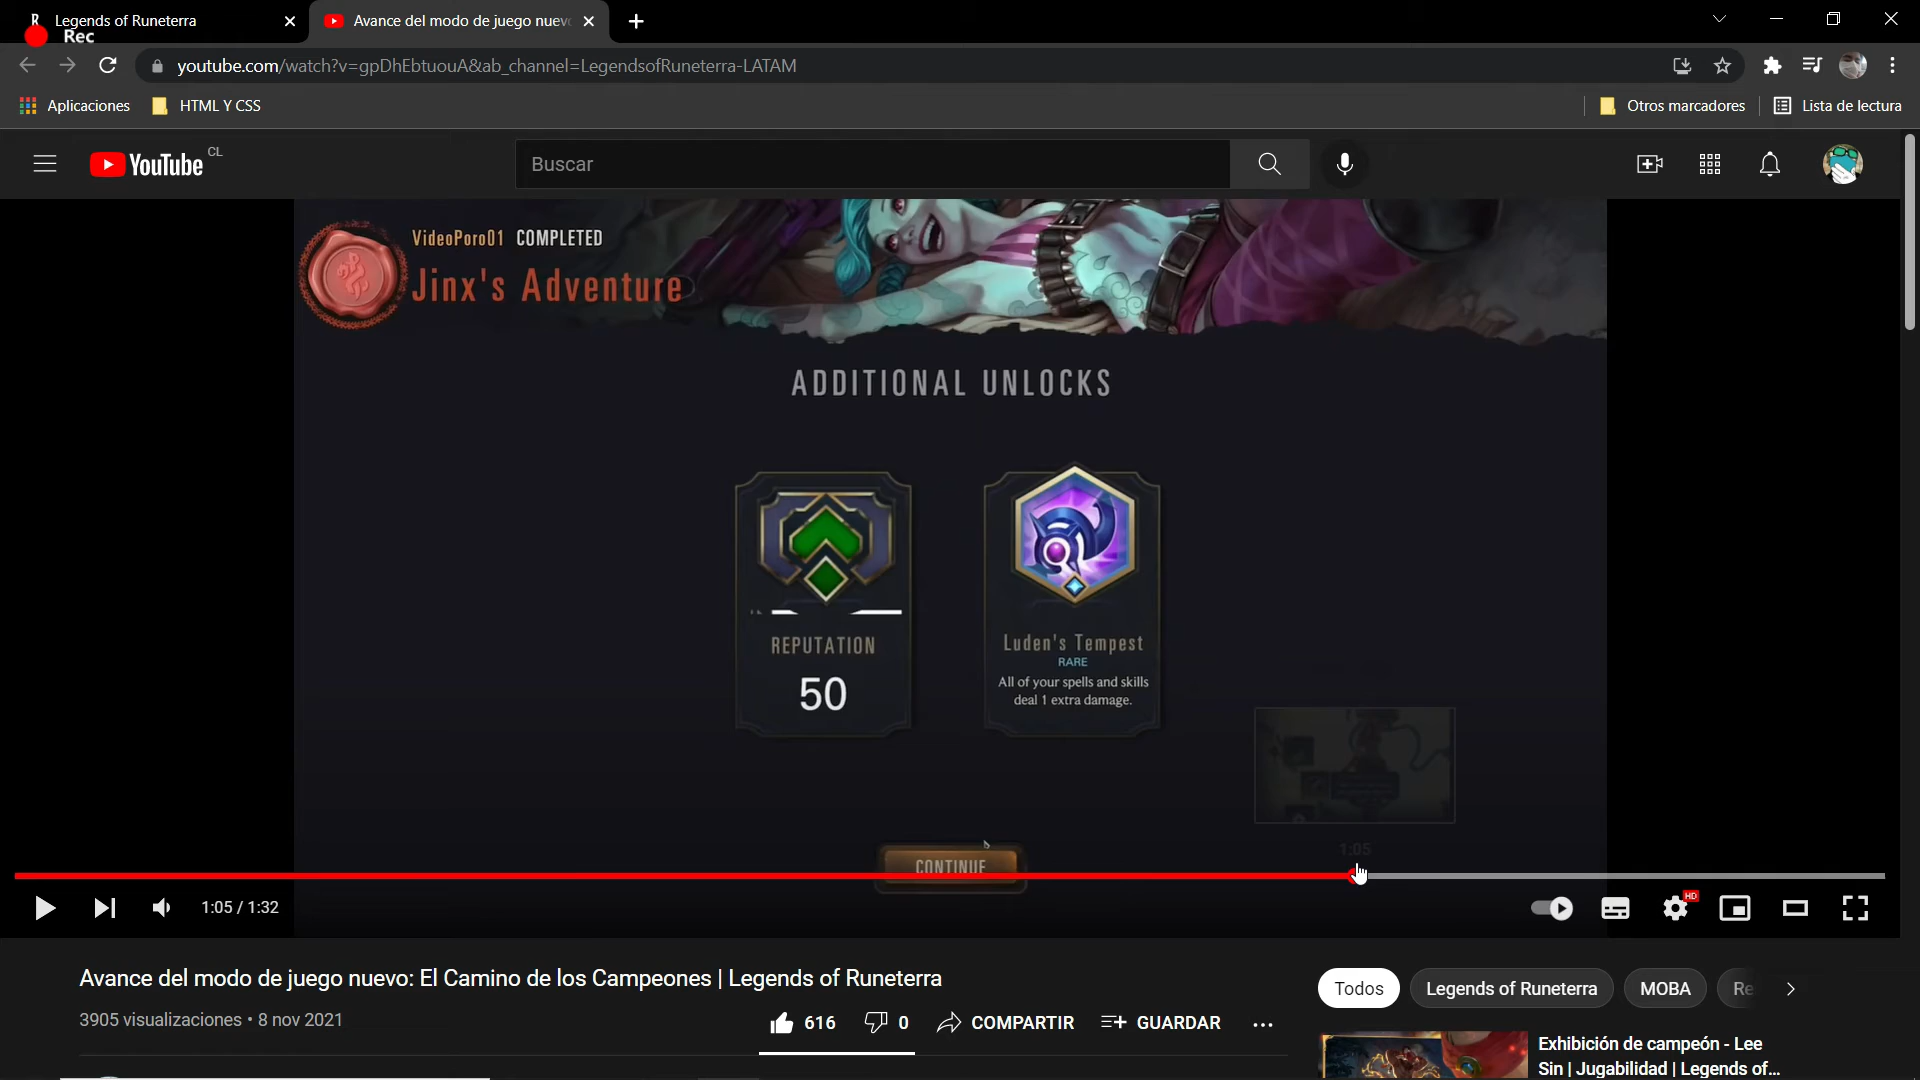 Legends of Runeterra
Avance del modo de juego nuev
Rec
youtube.com/watch?v=gpDhEbtuouA&ab_channel=LegendsofRuneterra-LATAM
Aplicaciones
HTML Y CSS
Otros marcadores
Lista de lectura
YouTube CL
Buscar
VideoPoro01 COMPLETED
Jinx's Adventure
ADDITIONAL UNLOCKS
REPUTATION
50
Luden's Tempest
RARE
All of your spells and skills
deal 1 extra damage.
1:05
CONTINUE
1:05 / 1:32
HD
Avance del modo de juego nuevo: El Camino de los Campeones | Legends of Runeterra
3905 visualizaciones • 8 nov 2021
616
0
COMPARTIR
GUARDAR
Todos
Legends of Runeterra
MOBA
Re
Exhibición de campeón - Lee
Sin | Jugabilidad | Legends of...